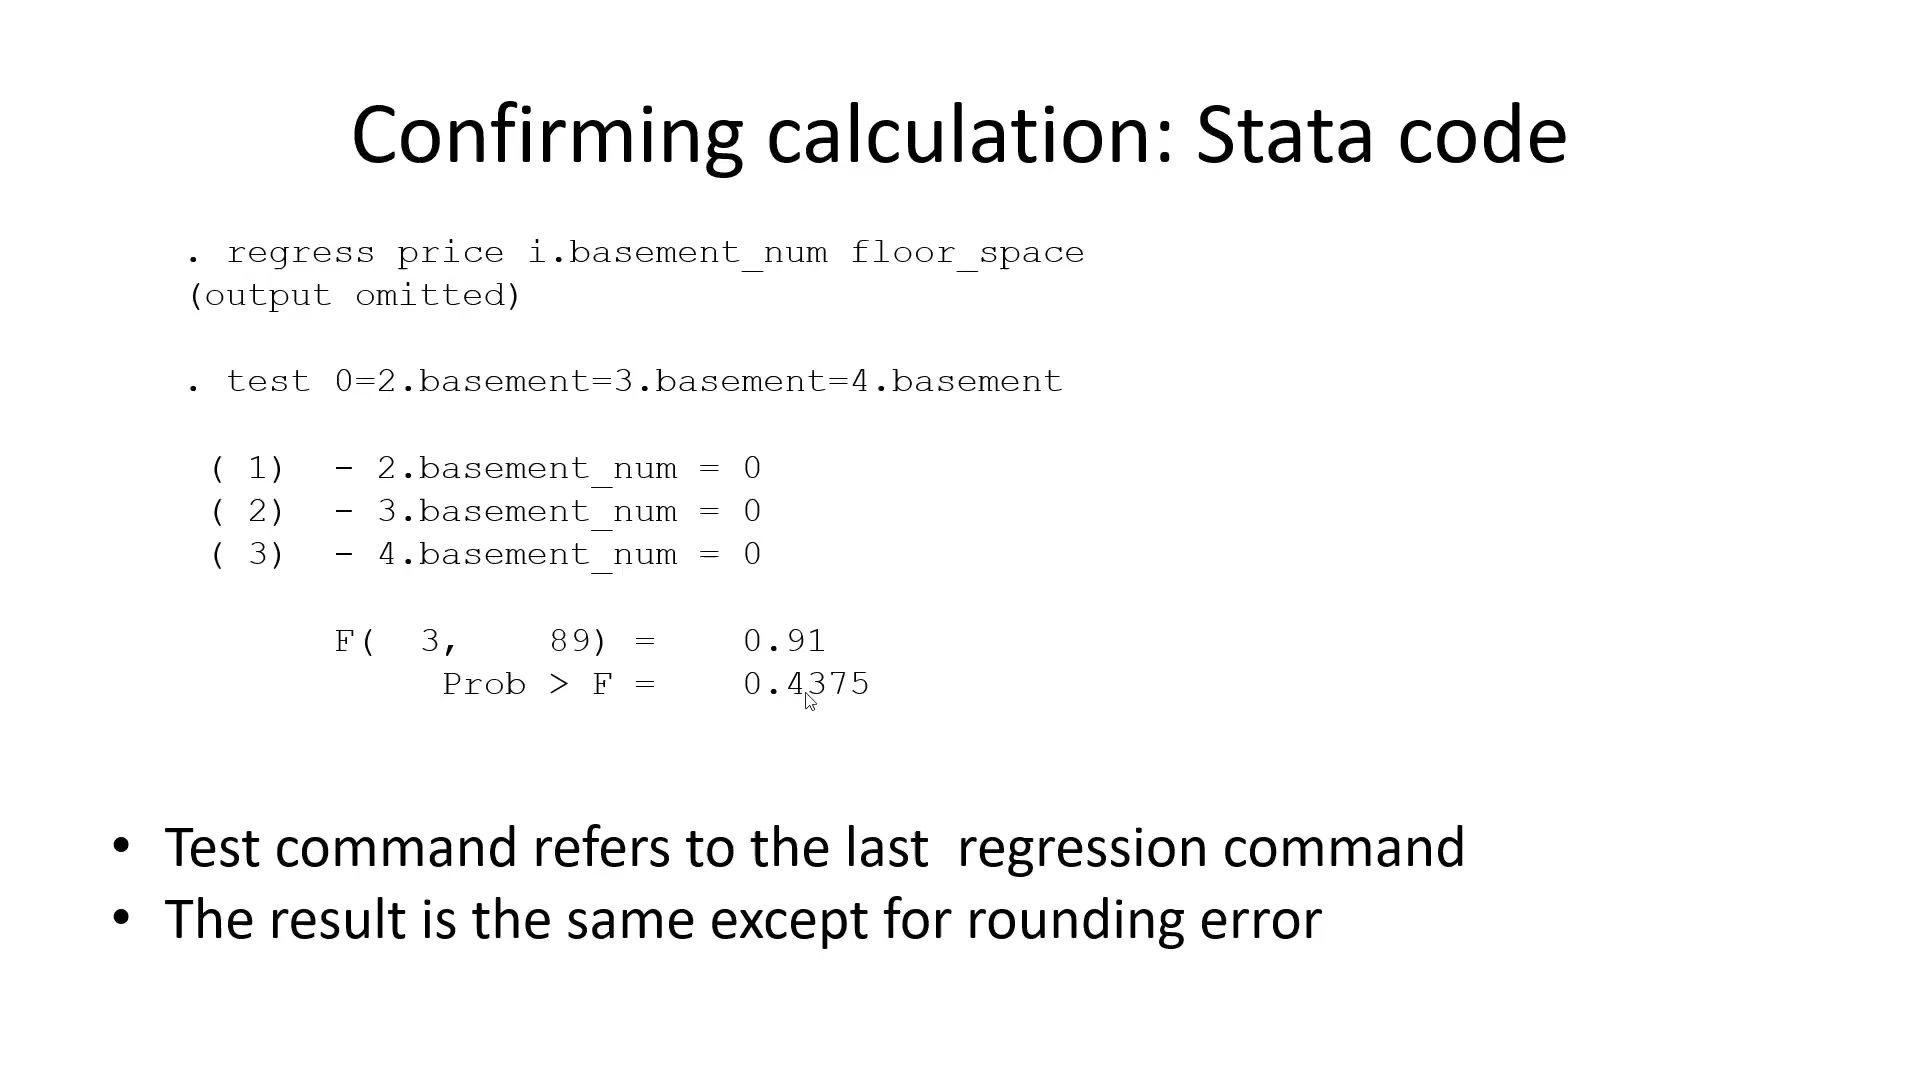 Confirming calculation: Stata code
. regress price i.basement_num floor_space
(output omitted)
. test 0=2.basement=3.basement=4.basement
( 1)  - 2.basement_num = 0
( 2)  - 3.basement_num = 0
( 3)  - 4.basement_num = 0
F(  3,    89) =    0.91
Prob > F =    0.4375
• Test command refers to the last  regression command
• The result is the same except for rounding error